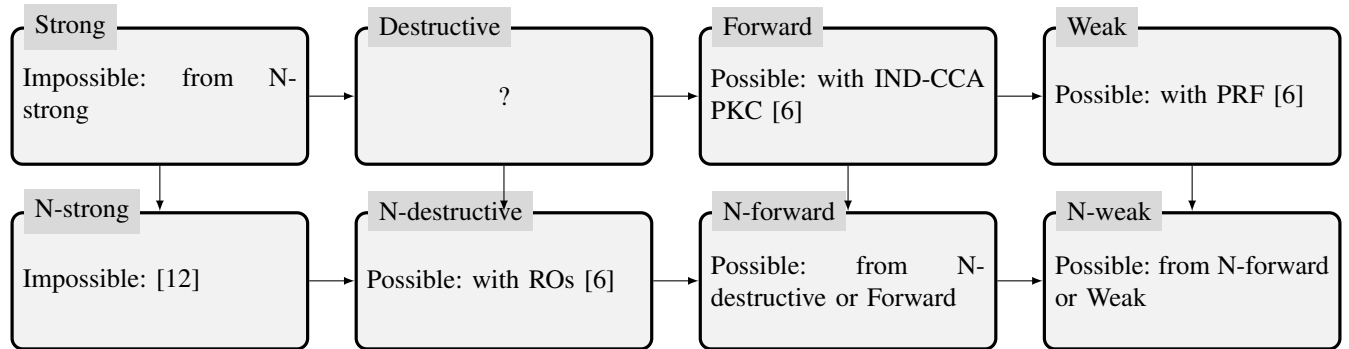 Strong
Impossible: from N-
strong
Destructive
?
Forward
Possible: with IND-CCA
PKC [6]
Weak
Possible: with PRF [6]
N-strong
Impossible: [12]
N-destructive
Possible: with ROs [6]
N-forward
Possible: from N-
destructive or Forward
N-weak
Possible: from N-forward
or Weak